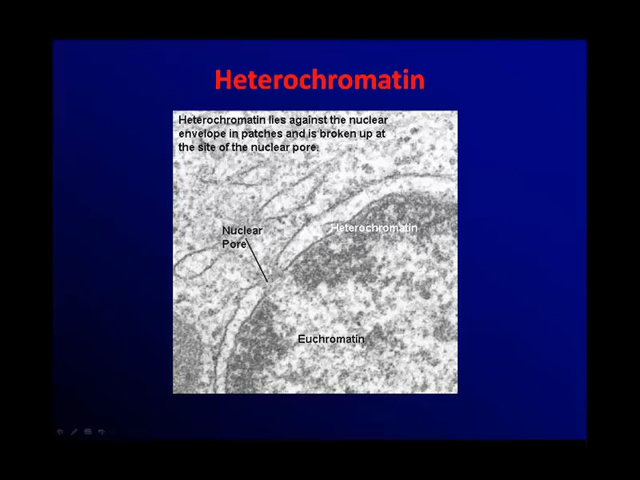 Heterochromatin
Heterochromatin lies against the nuclear
envelope in patches and is broken up at
the site of the nuclear pore.
Nuclear
Pore
Heterochromatin
Euchromatin